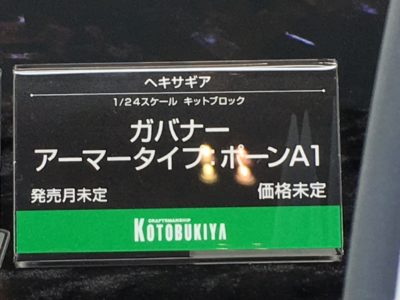 ヘキサギア
1/24スケール キットブロック
ガバナー
アーマータイプ:ポーンA1
発売月未定 価格未定
CRAFTSMANSHIP
KOTOBUKIYA